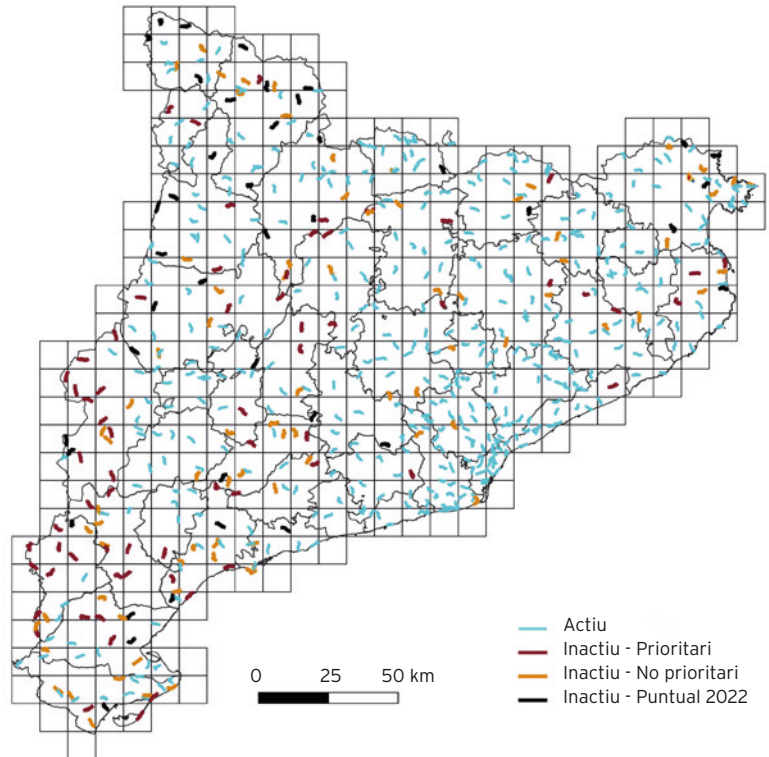 Actiu
Inactiu - Prioritari
Inactiu - No prioritari
Inactiu - Puntual 2022
0 25 50 km